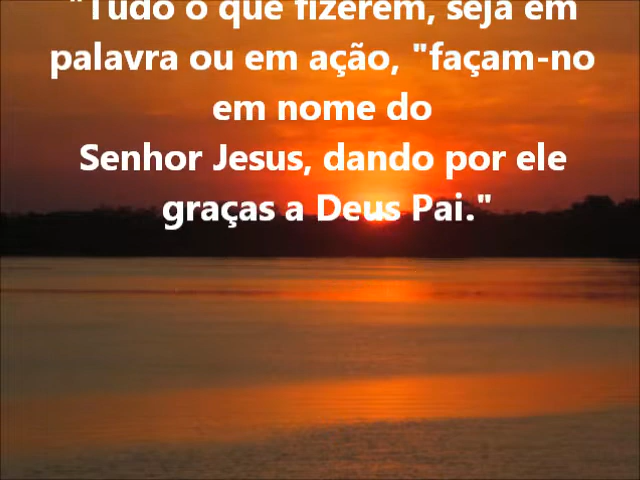 "Tudo o que fizerem, seja em
palavra ou em ação, "façam-no
em nome do
Senhor Jesus, dando por ele
graças a Deus Pai."